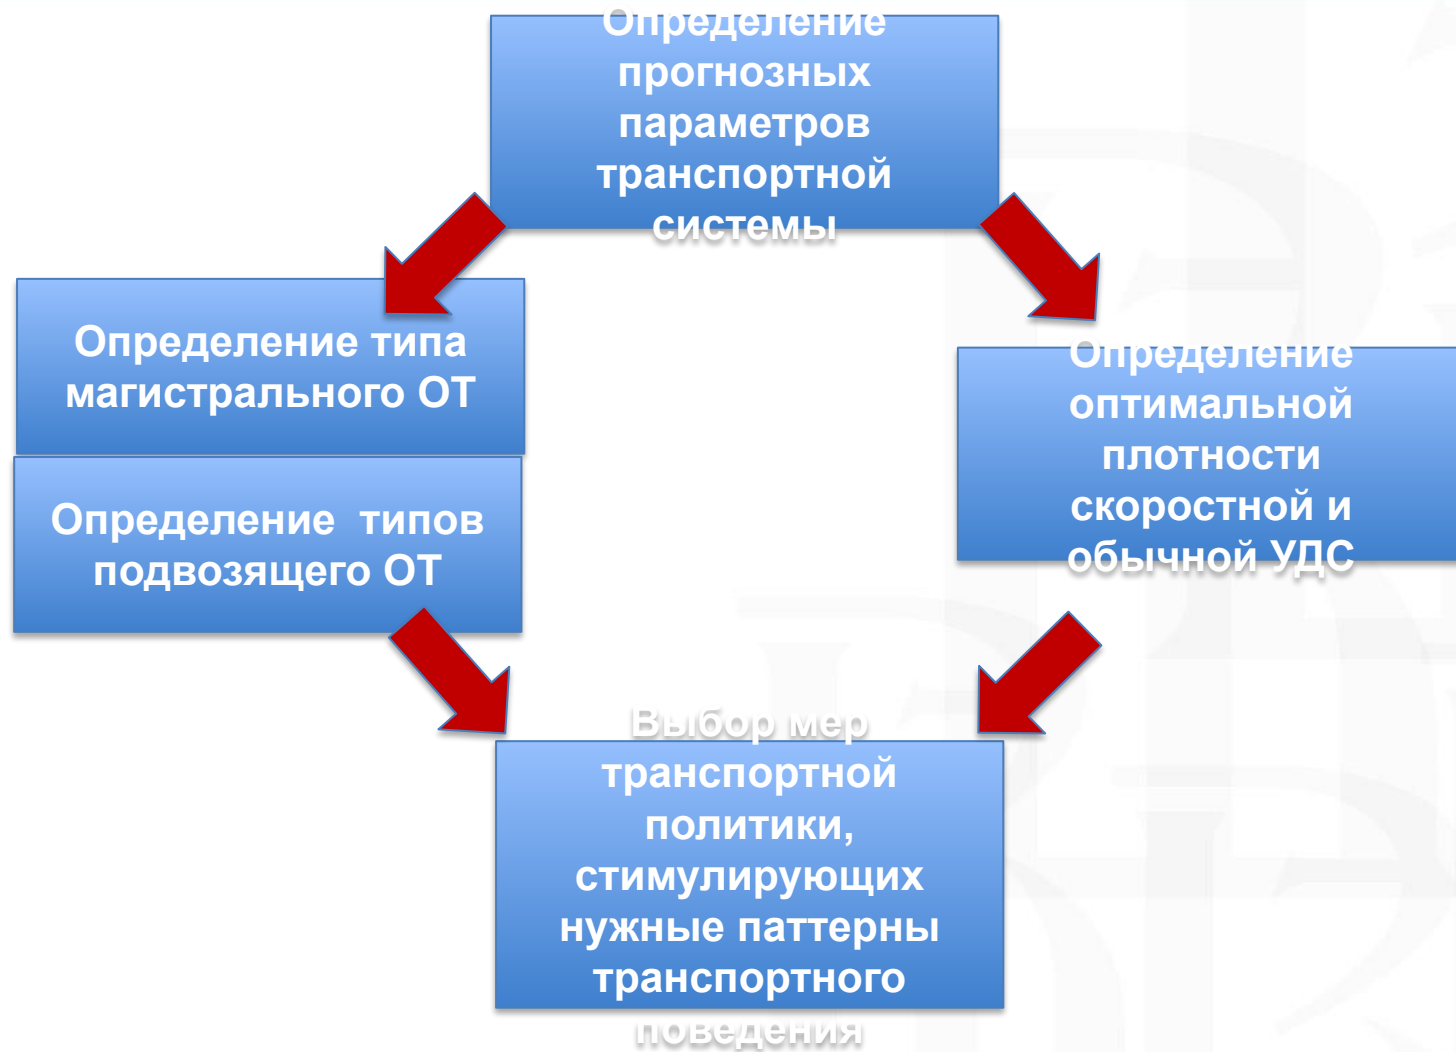 Определение
прогнозных
параметров
транспортной
системы
Определение типа
магистрального ОТ
Определение типов
подвозящего ОТ
Определение
оптимальной
плотности
скоростной и
обычной УДС
Выбор мер
транспортной
политики,
стимулирующих
нужные паттерны
транспортного
поведения